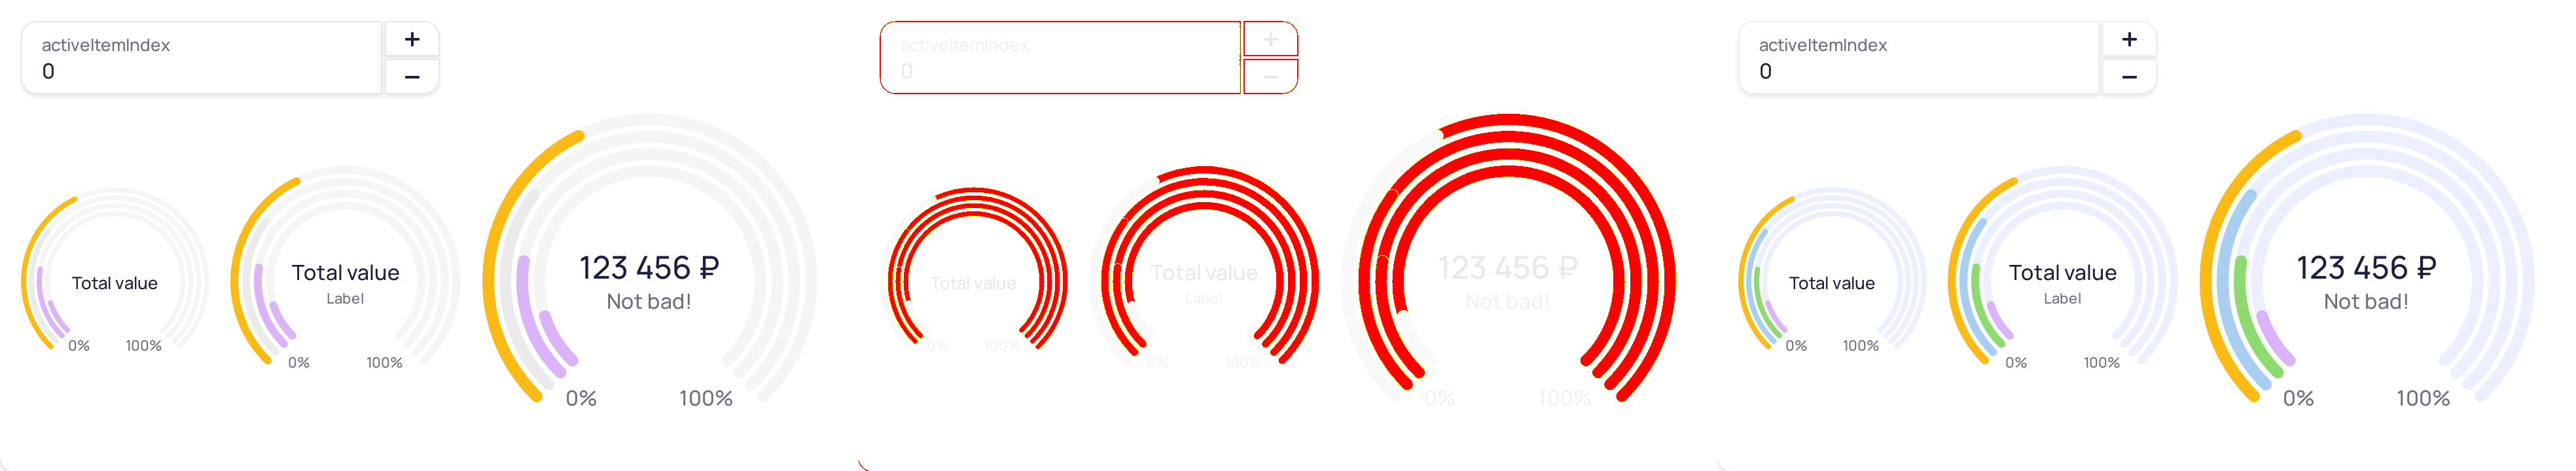 activeItemIndex
0
+
−
Total value
0%
100%
Total value
Label
0%
100%
123 456 ₽
Not bad!
0%
100%
activeItemIndex
0
+
−
Total value
0%
100%
Total value
Label
0%
100%
123 456 ₽
Not bad!
0%
100%
activeItemIndex
0
+
−
Total value
0%
100%
Total value
Label
0%
100%
123 456 ₽
Not bad!
0%
100%